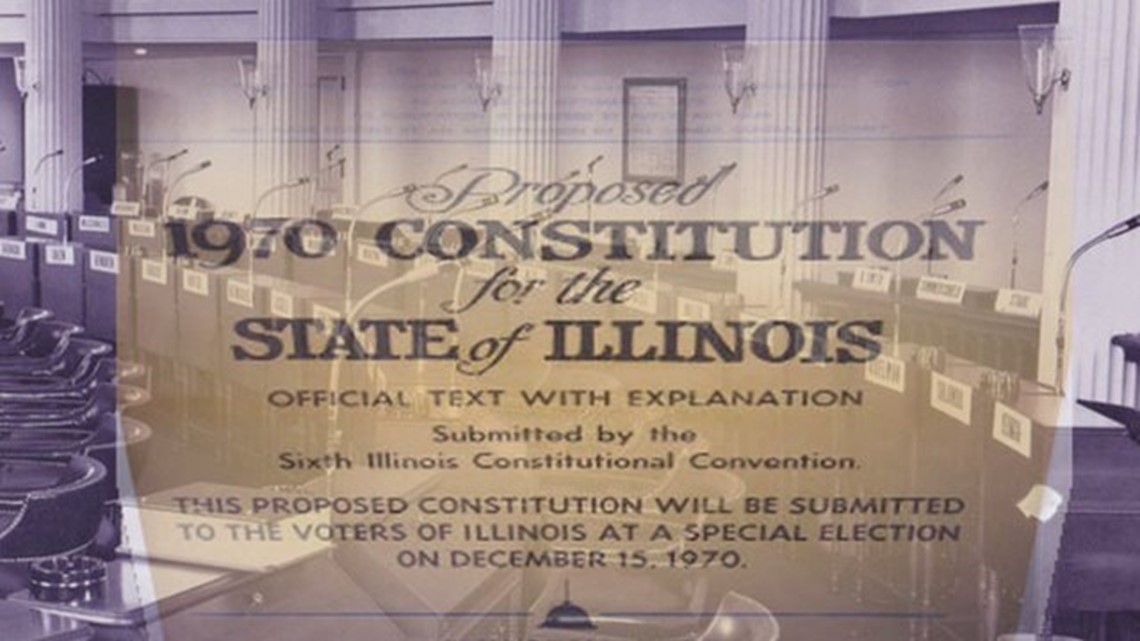 Proposed
1970 CONSTITUTION
for the
STATE of ILLINOIS
OFFICIAL TEXT WITH EXPLANATION
Submitted by the
Sixth Illinois Constitutional Convention.
THIS PROPOSED CONSTITUTION WILL BE SUBMITTED
TO THE VOTERS OF ILLINOIS AT A SPECIAL ELECTION
ON DECEMBER 15, 1970.